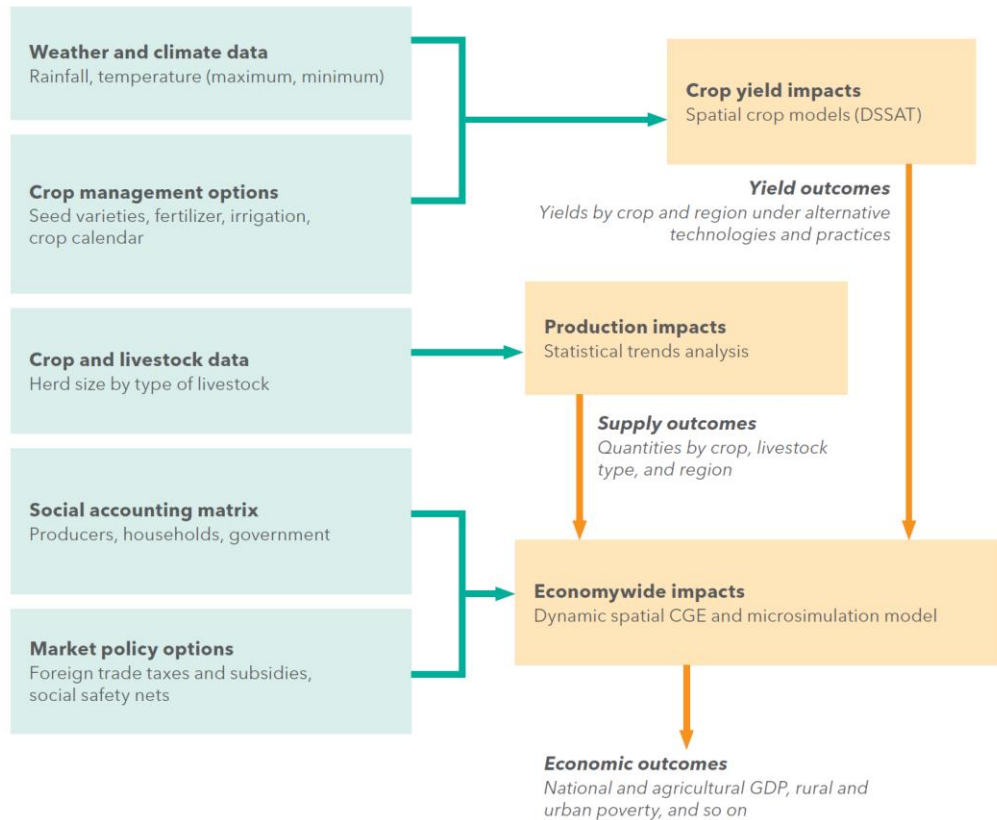 Weather and climate data
Rainfall, temperature (maximum, minimum)
Crop management options
Seed varieties, fertilizer, irrigation,
crop calendar
Crop and livestock data
Herd size by type of livestock
Social accounting matrix
Producers, households, government
Market policy options
Foreign trade taxes and subsidies,
social safety nets
Crop yield impacts
Spatial crop models (DSSAT)
Yield outcomes
Yields by crop and region under alternative
technologies and practices
Production impacts
Statistical trends analysis
Supply outcomes
Quantities by crop, livestock
type, and region
Economywide impacts
Dynamic spatial CGE and microsimulation model
Economic outcomes
National and agricultural GDP, rural and
urban poverty, and so on